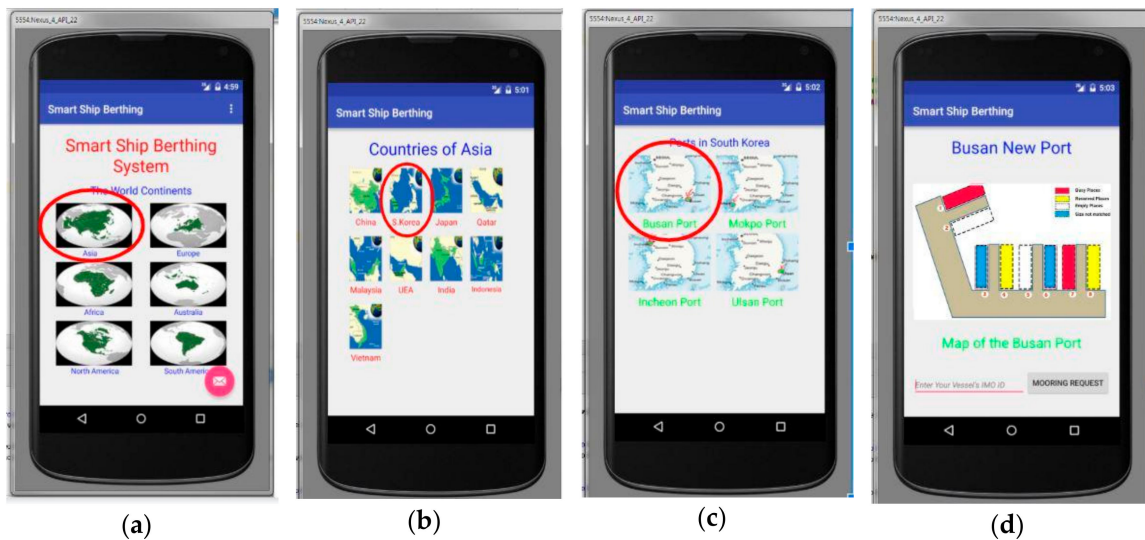 5554:Nexus_4_API_22
4:59
Smart Ship Berthing
Smart Ship Berthing
System
The World Continents
Asia
Europe
Africa
Australia
North America
South America
(a)
5554:Nexus_4_API_22
5:01
Smart Ship Berthing
Countries of Asia
China
S.Korea
Japan
Qatar
Malaysia
UEA
India
Indonesia
Vietnam
(b)
5554:Nexus_4_API_22
5:02
Smart Ship Berthing
Ports in South Korea
Busan Port
Mokpo Port
Incheon Port
Ulsan Port
(c)
5554:Nexus_4_API_22
5:03
Smart Ship Berthing
Busan New Port
Busy Places
Reserved Places
Empty Places
Size not matched
1
2
7
8
Map of the Busan Port
Enter Your Vessel's IMO ID
MOORING REQUEST
(d)